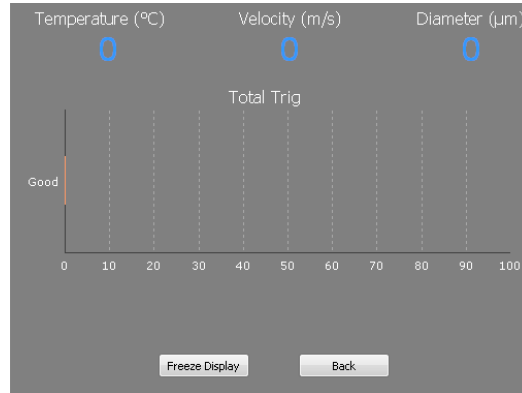 Temperature (ºC) Velocity (m/s) Diameter (µm)
0 0 0
Total Trig
Good
0 10 20 30 40 50 60 70 80 90 100
Freeze Display Back